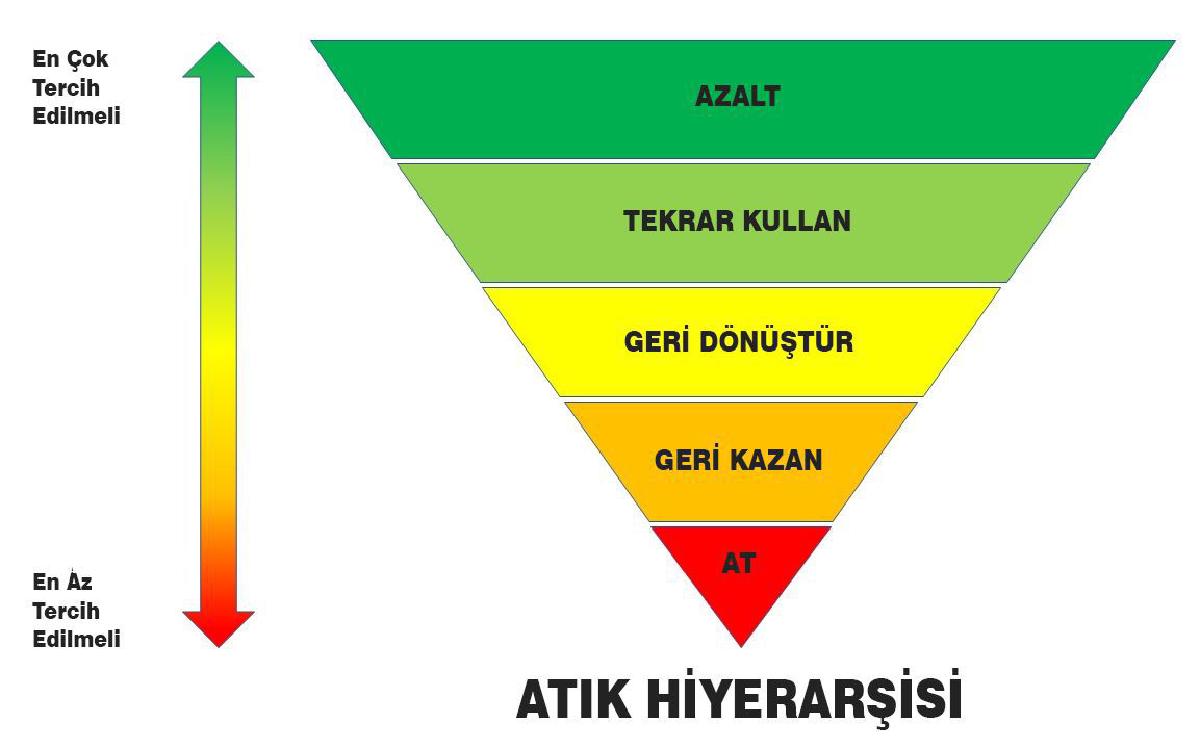 En Çok
Tercih
Edilmeli
AZALT
TEKRAR KULLAN
GERİ DÖNÜŞTÜR
GERİ KAZAN
AT
En Az
Tercih
Edilmeli
ATIK HİYERARŞİSİ